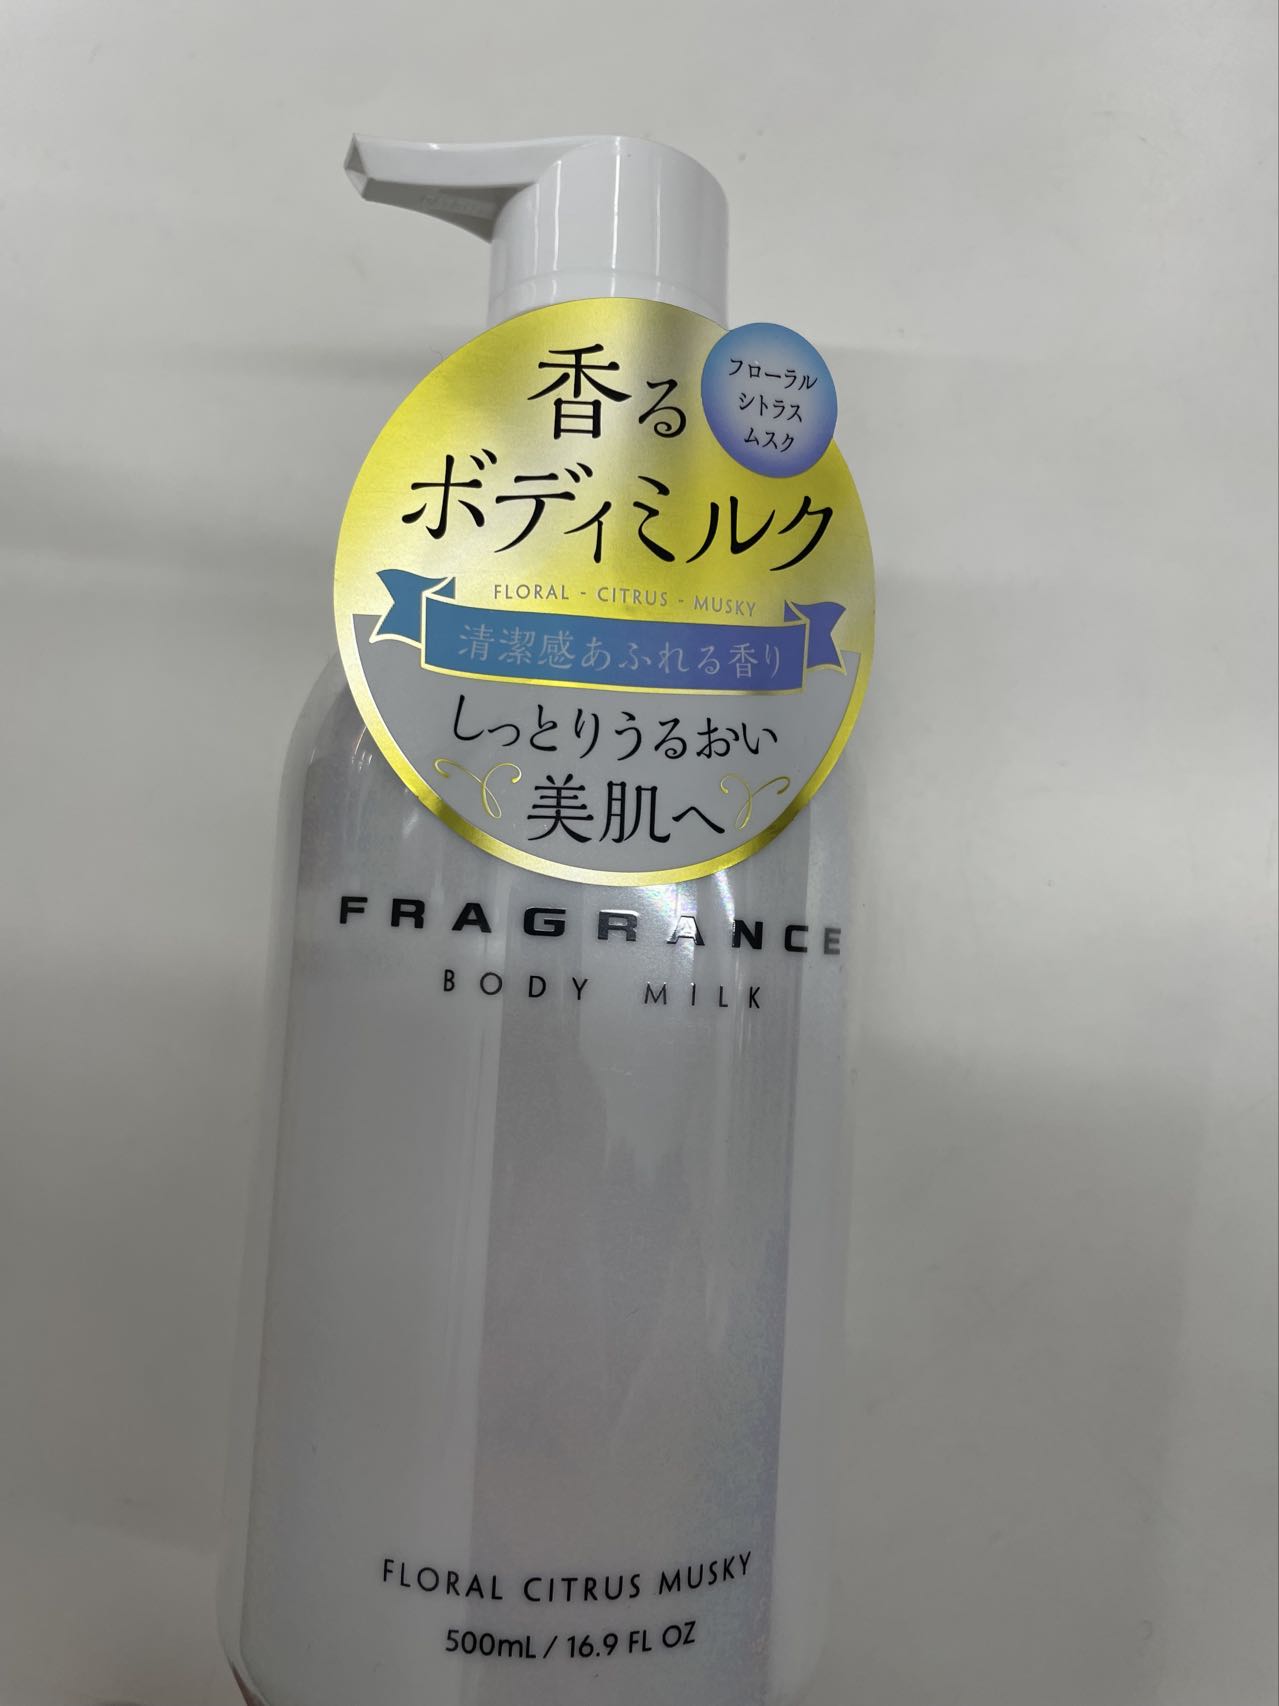 香る
ボディミルク
フローラル
シトラス
ムスク
FLORAL - CITRUS - MUSKY
清潔感あふれる香り
しっとりうるおい
美肌へ
FRAGRANCE
BODY MILK
FLORAL CITRUS MUSKY
500mL / 16.9 FL OZ